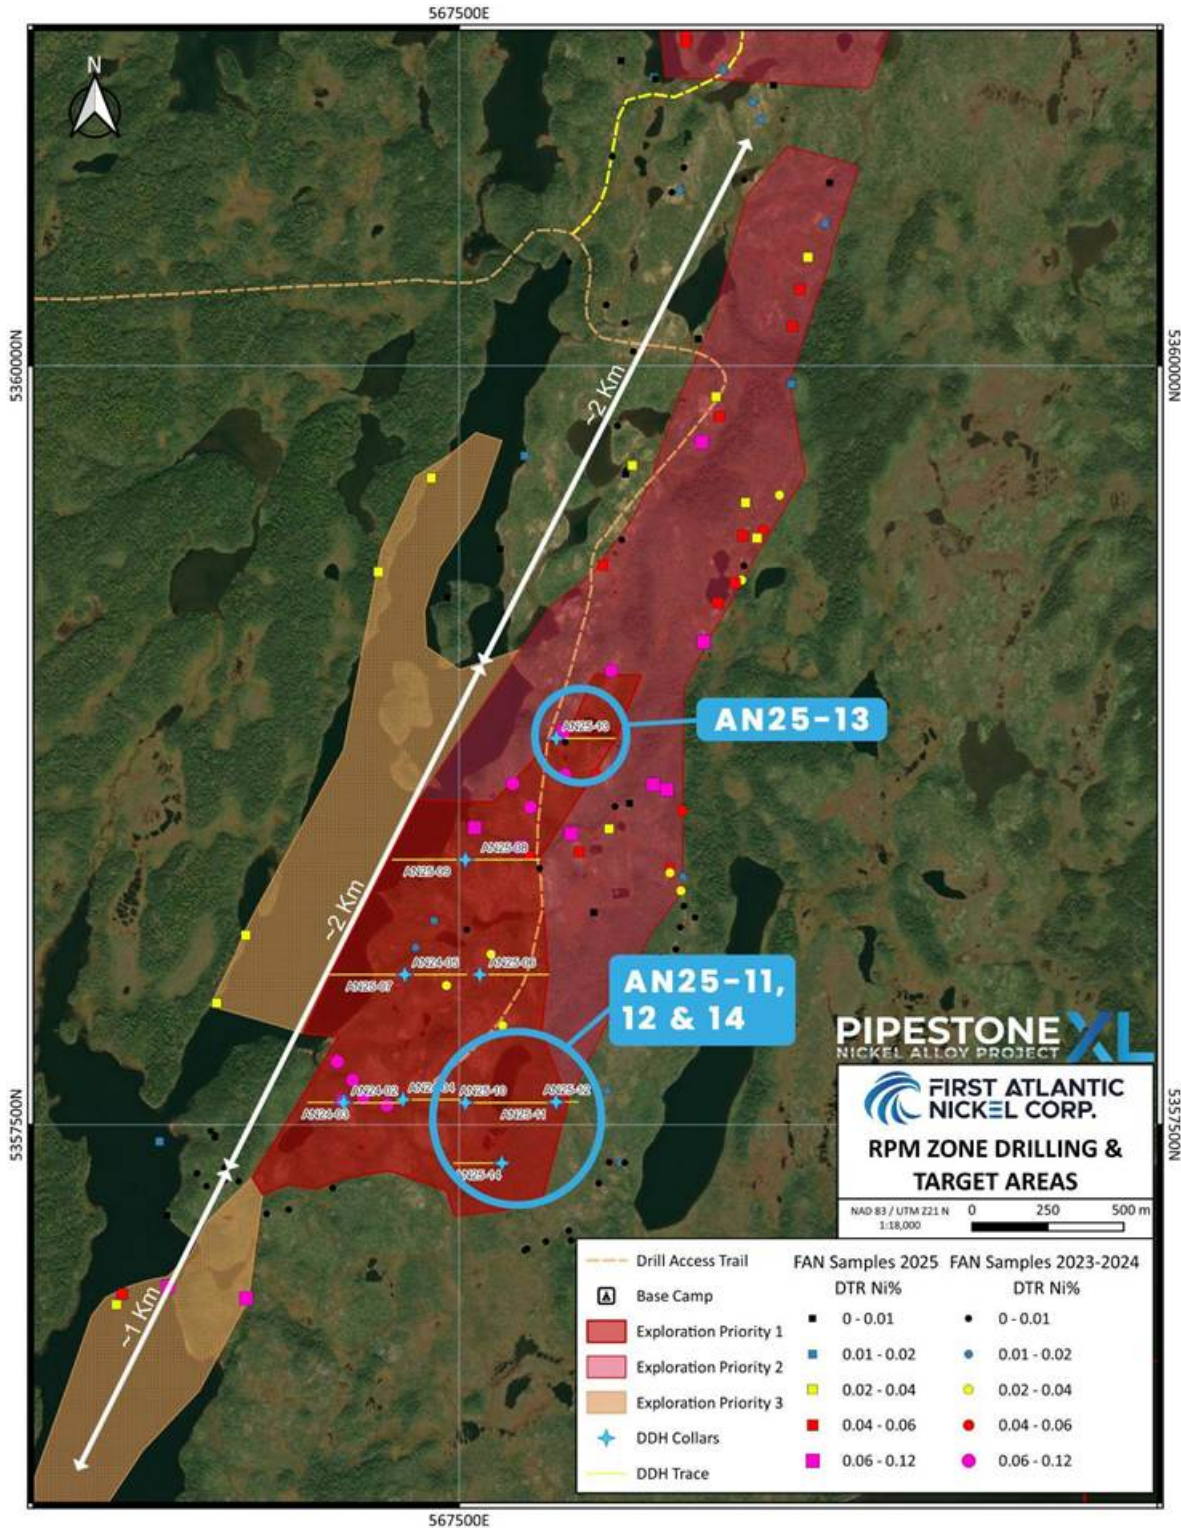 567500E
N
5360000N
5360000N
~2 Km
AN25-13
AN25-13
AN25-08
AN25-09
~2 Km
AN24-05
AN25-06
AN25-07
AN25-11,
12 & 14
AN24-02
AN24-04
AN25-10
AN25-12
AN24-03
AN25-11
AN25-14
5357500N
5357500N
~1 Km
PIPESTONE XL
NICKEL ALLOY PROJECT
FIRST ATLANTIC
NICKEL CORP.
RPM ZONE DRILLING &
TARGET AREAS
NAD 83 / UTM Z21 N
1:18,000
0 250 500 m
Drill Access Trail
A Base Camp
Exploration Priority 1
Exploration Priority 2
Exploration Priority 3
DDH Collars
DDH Trace
FAN Samples 2025
DTR Ni%
0 - 0.01
0.01 - 0.02
0.02 - 0.04
0.04 - 0.06
0.06 - 0.12
FAN Samples 2023-2024
DTR Ni%
0 - 0.01
0.01 - 0.02
0.02 - 0.04
0.04 - 0.06
0.06 - 0.12
567500E